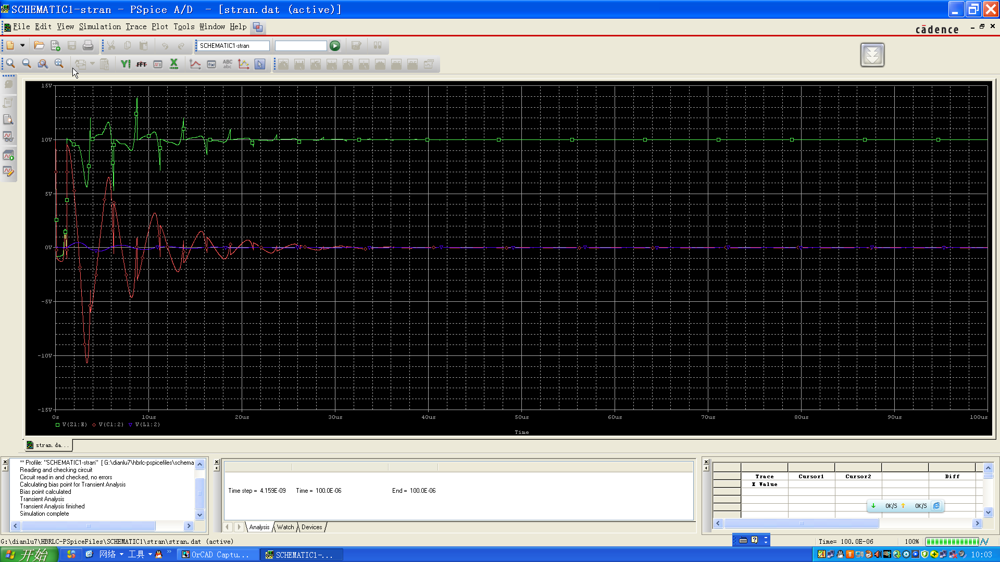 SCHEMATIC1-stran - PSpice A/D - [stran.dat (active)]
File Edit View Simulation Trace Plot Tools Window Help
cādence
SCHEMATIC1-stran
FFT
ABC
abc
15V
10V
5V
0V
-5V
-10V
-15V
0s 10us 20us 30us 40us 50us 60us 70us 80us 90us 100us
V(Z1:E) V(C1:2) V(L1:2)
Time
stran.da...
** Profile: "SCHEMATIC1-stran" [ G:\dianlu7\hbrlc-pspicefiles\schema
Reading and checking circuit
Circuit read in and checked, no errors
Calculating bias point for Transient Analysis
Bias point calculated
Transient Analysis
Transient Analysis finished
Simulation complete
Time step = 4.159E-09 Time = 100.0E-06 End = 100.0E-06
Analysis Watch Devices
Trace Cursor1 Cursor2 Diff
X Value
0K/S 0K/S
G:\dianlu7\HBRLC-PSpiceFiles\SCHEMATIC1\stran\stran.dat (active)
Time= 100.0E-06 100%
开始 网络 工具 » OrCAD Captu... SCHEMATIC1-... 10:03